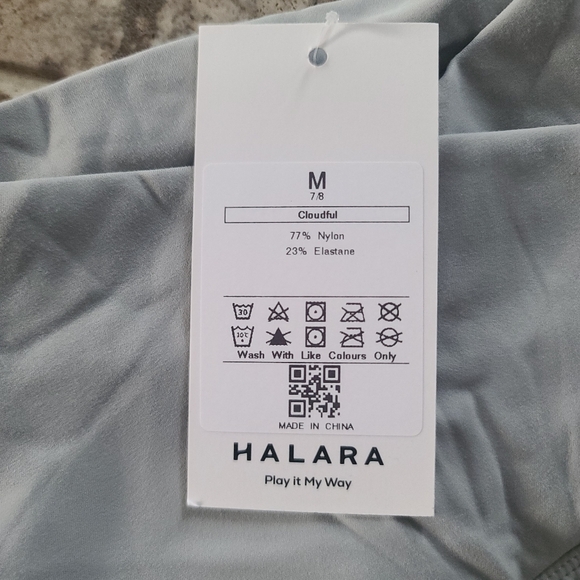 M
7/8
Cloudful
77% Nylon
23% Elastane
30
30°C
Wash With Like Colours Only
MADE IN CHINA
HALARA
Play it My Way